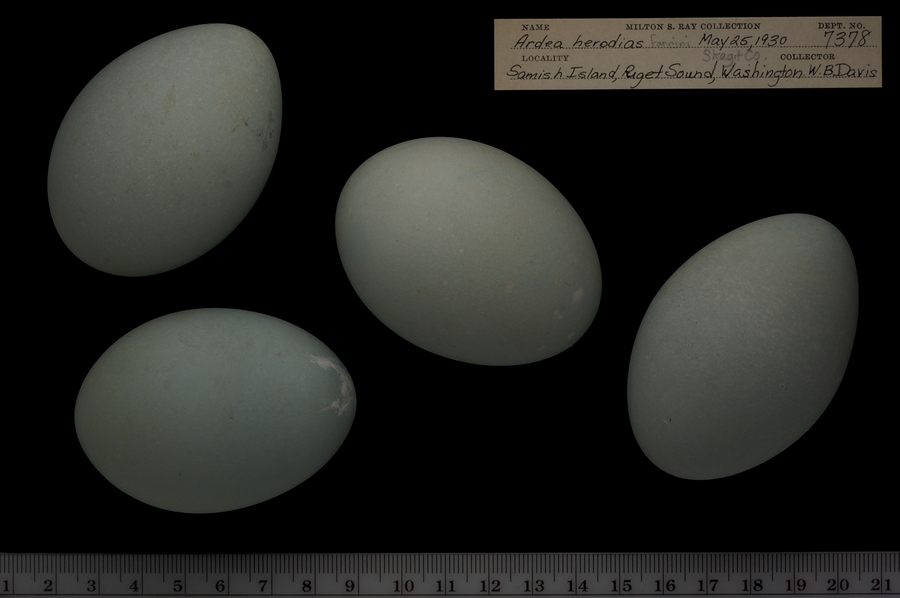 NAME MILTON S. RAY COLLECTION DEPT. NO.
Ardea herodias fannini May 25, 1930 7378
LOCALITY Skagit Co. COLLECTOR
Samish Island, Puget Sound, Washington. W.B. Davis
1 2 3 4 5 6 7 8 9 10 11 12 13 14 15 16 17 18 19 20 21